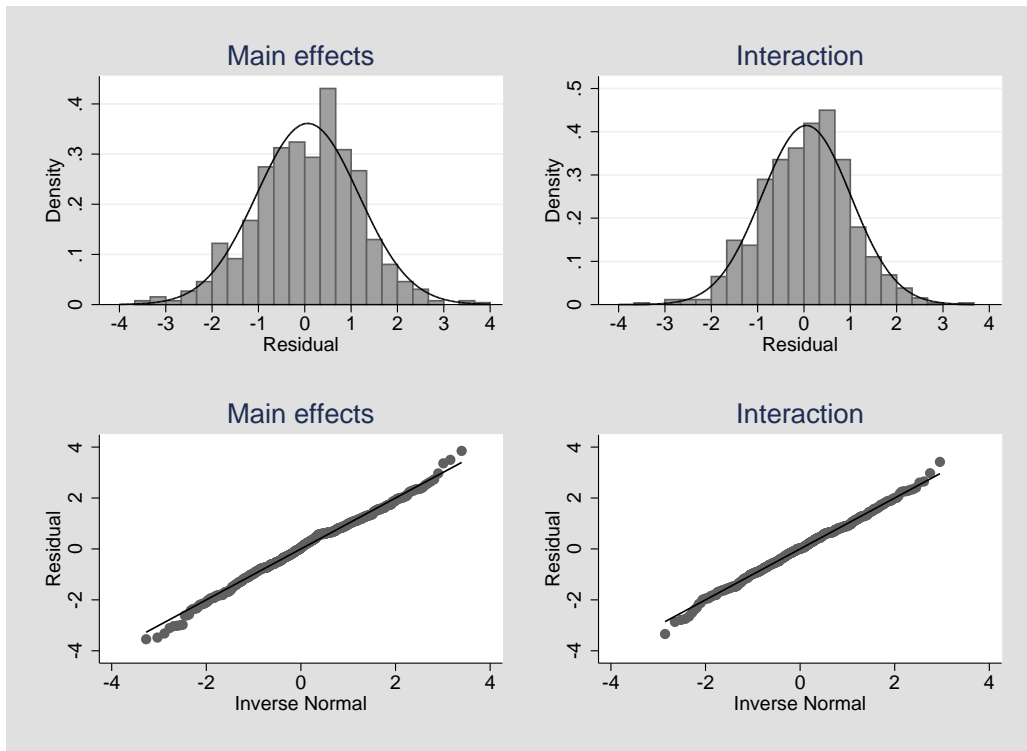 Main effects
.4
.3
.2
.1
0
Density
-4 -3 -2 -1 0 1 2 3 4
Residual
Interaction
.5
.4
.3
.2
.1
0
Density
-4 -3 -2 -1 0 1 2 3 4
Residual
Main effects
4
2
0
-2
-4
Residual
-4 -2 0 2 4
Inverse Normal
Interaction
4
2
0
-2
-4
Residual
-4 -2 0 2 4
Inverse Normal